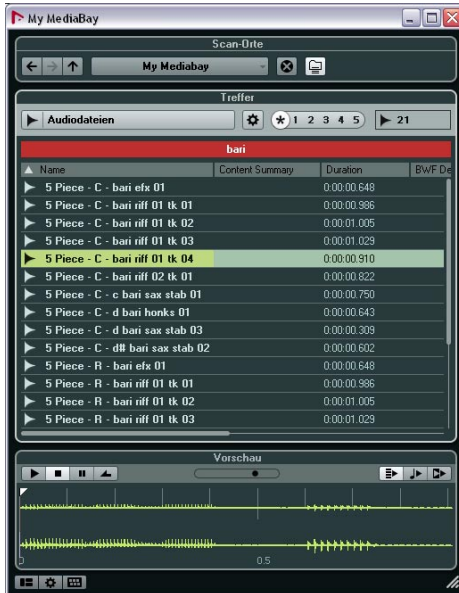 My MediaBay
Scan-Orte
My Mediabay
Treffer
Audiodateien
1 2 3 4 5
21
bari
Name Content Summary Duration BWF De
5 Piece - C - bari efx 01 0:00:00.648
5 Piece - C - bari riff 01 tk 01 0:00:00.986
5 Piece - C - bari riff 01 tk 02 0:00:01.005
5 Piece - C - bari riff 01 tk 03 0:00:01.029
5 Piece - C - bari riff 01 tk 04 0:00:00.910
5 Piece - C - bari riff 02 tk 01 0:00:00.822
5 Piece - C - c bari sax stab 01 0:00:00.750
5 Piece - C - d bari honks 01 0:00:00.643
5 Piece - C - d bari sax stab 03 0:00:00.309
5 Piece - C - d# bari sax stab 02 0:00:00.602
5 Piece - R - bari efx 01 0:00:00.648
5 Piece - R - bari riff 01 tk 01 0:00:00.986
5 Piece - R - bari riff 01 tk 02 0:00:01.005
5 Piece - R - bari riff 01 tk 03 0:00:01.029
Vorschau
0 0.5